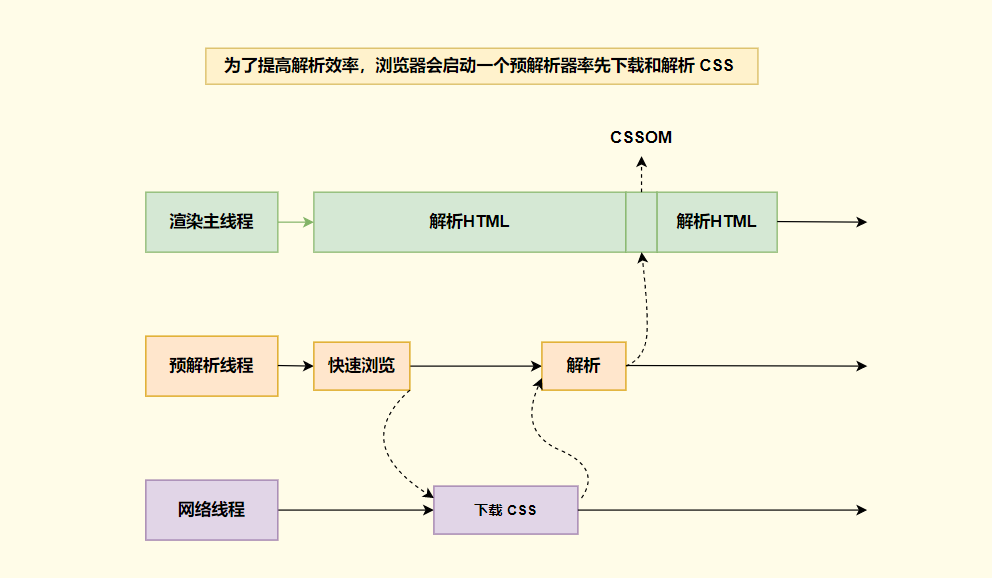 为了提高解析效率，浏览器会启动一个预解析器率先下载和解析 CSS
CSSOM
渲染主线程
解析HTML
解析HTML
预解析线程
快速浏览
解析
网络线程
下载 CSS